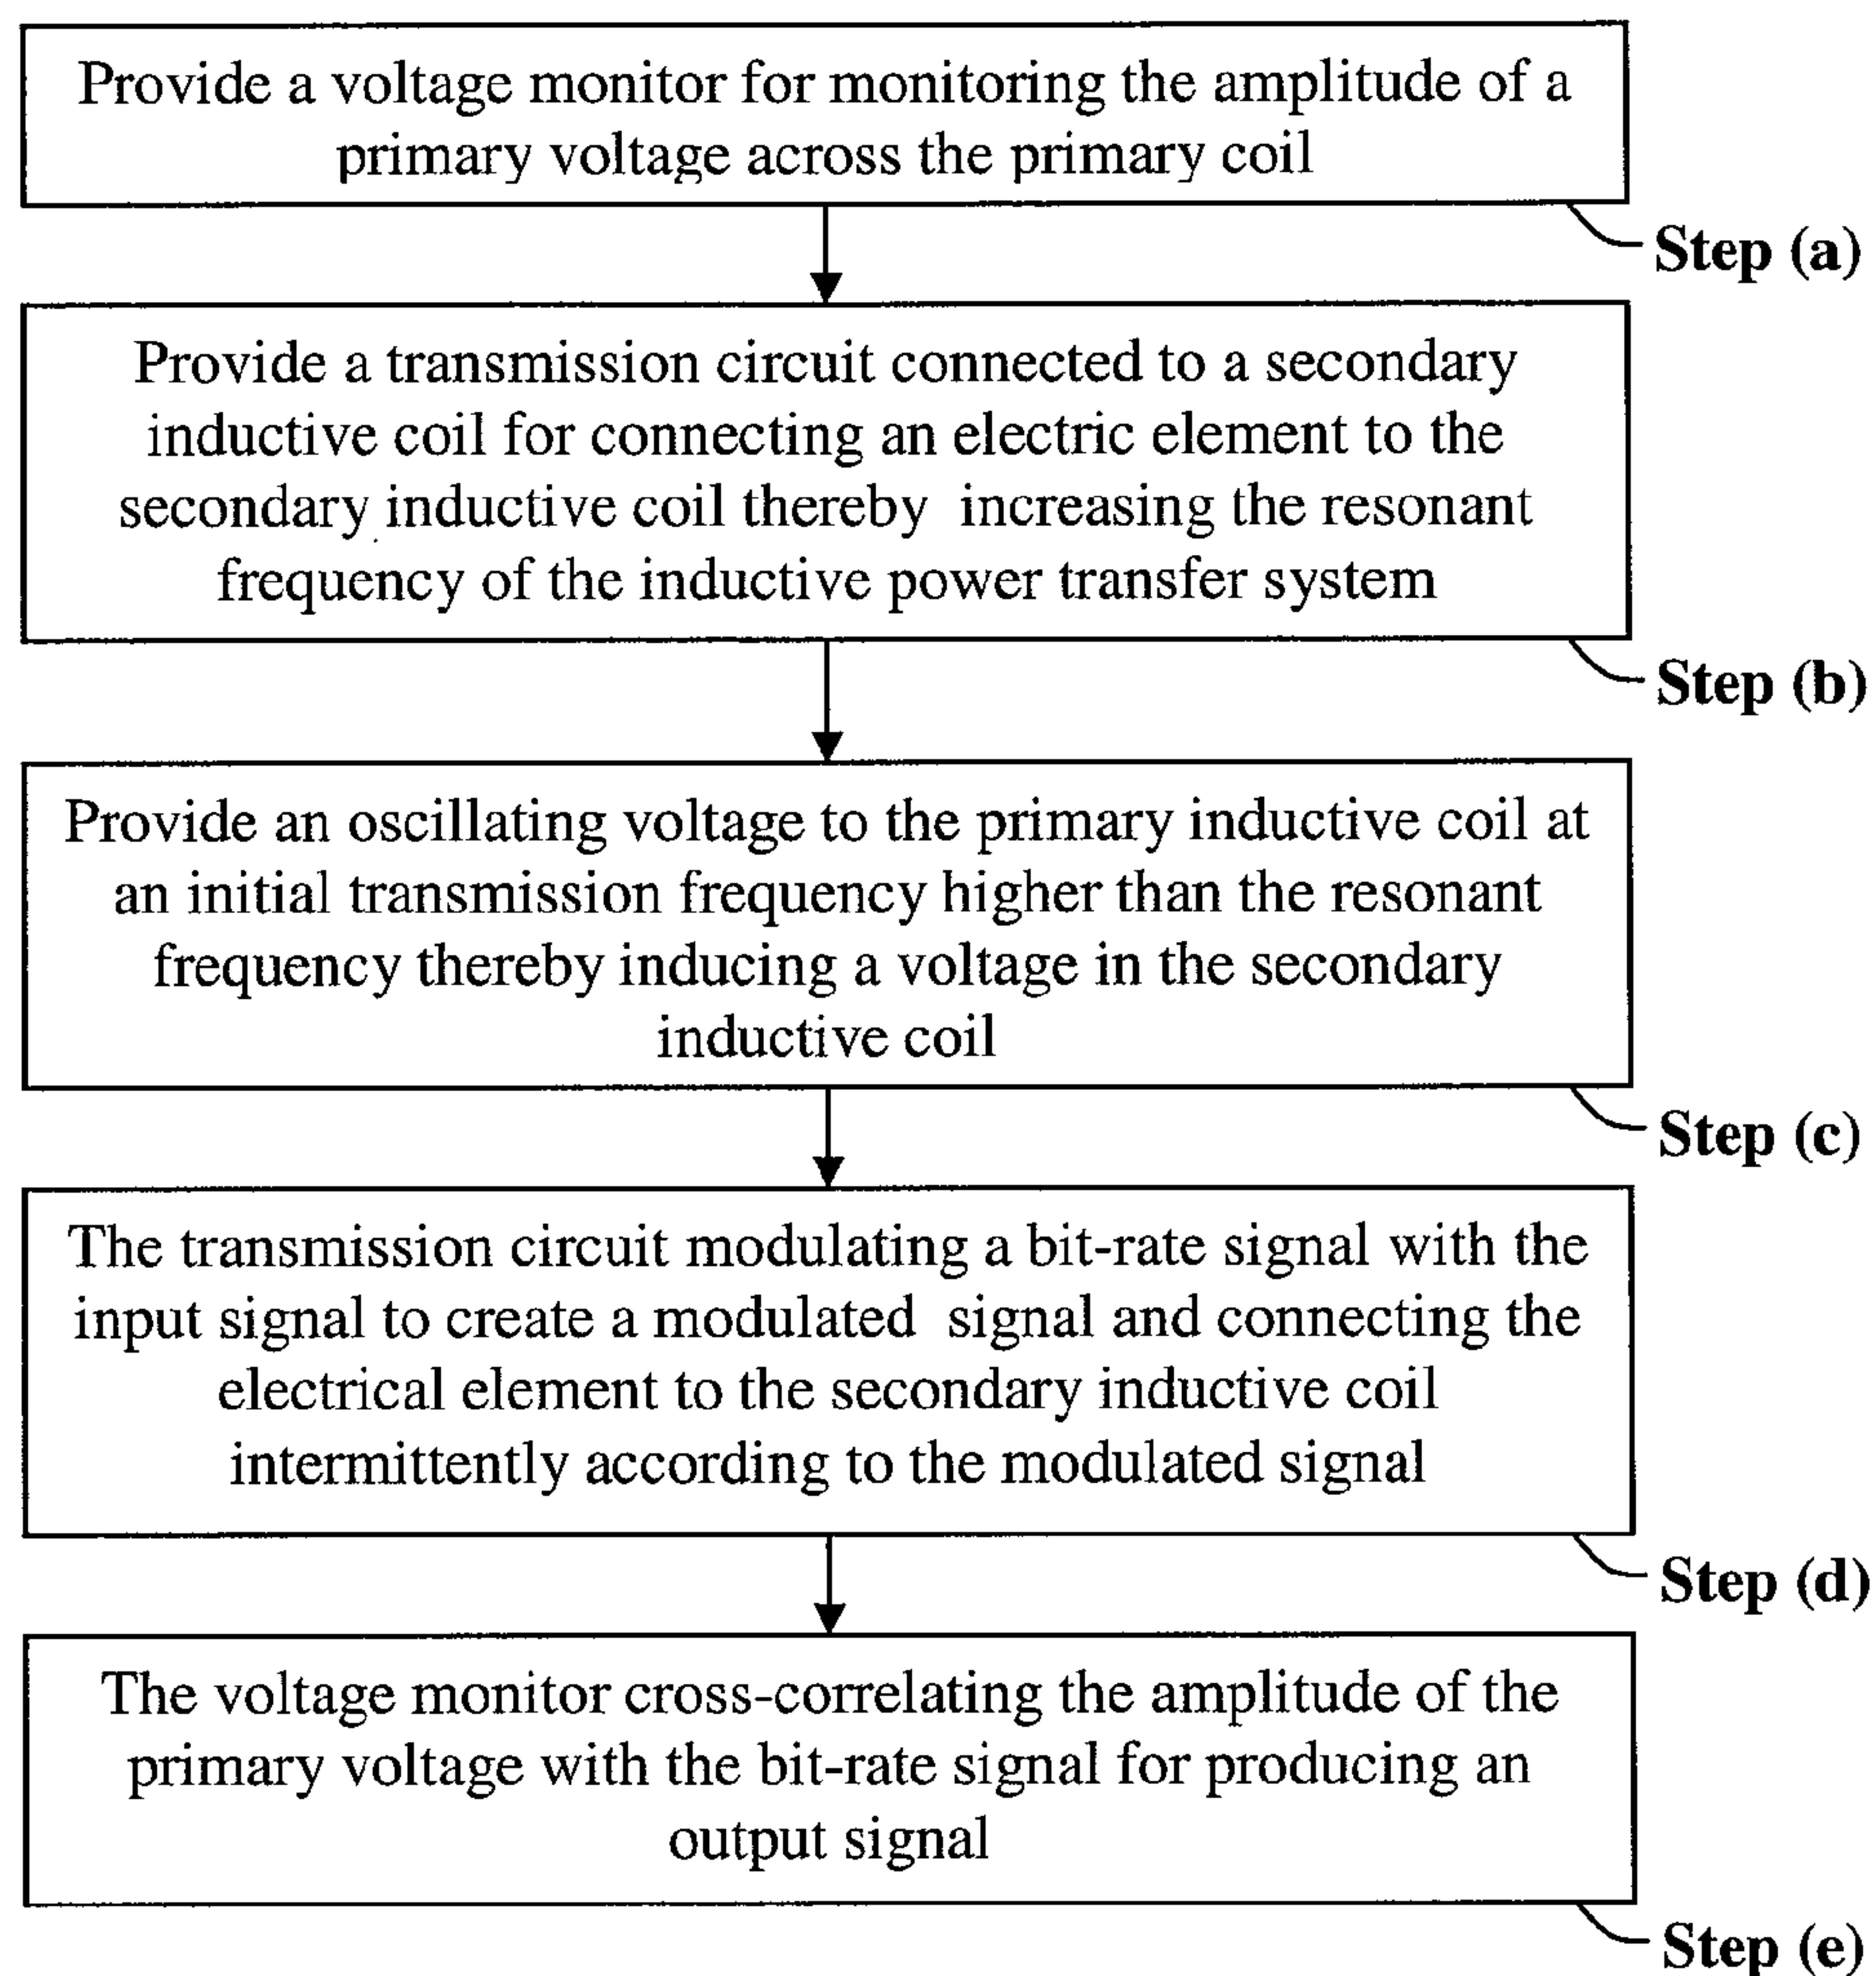 Provide a voltage monitor for monitoring the amplitude of a
primary voltage across the primary coil
Step (a)
Provide a transmission circuit connected to a secondary
inductive coil for connecting an electric element to the
secondary inductive coil thereby increasing the resonant
frequency of the inductive power transfer system
Step (b)
Provide an oscillating voltage to the primary inductive coil at
an initial transmission frequency higher than the resonant
frequency thereby inducing a voltage in the secondary
inductive coil
Step (c)
The transmission circuit modulating a bit-rate signal with the
input signal to create a modulated signal and connecting the
electrical element to the secondary inductive coil
intermittently according to the modulated signal
Step (d)
The voltage monitor cross-correlating the amplitude of the
primary voltage with the bit-rate signal for producing an
output signal
Step (e)